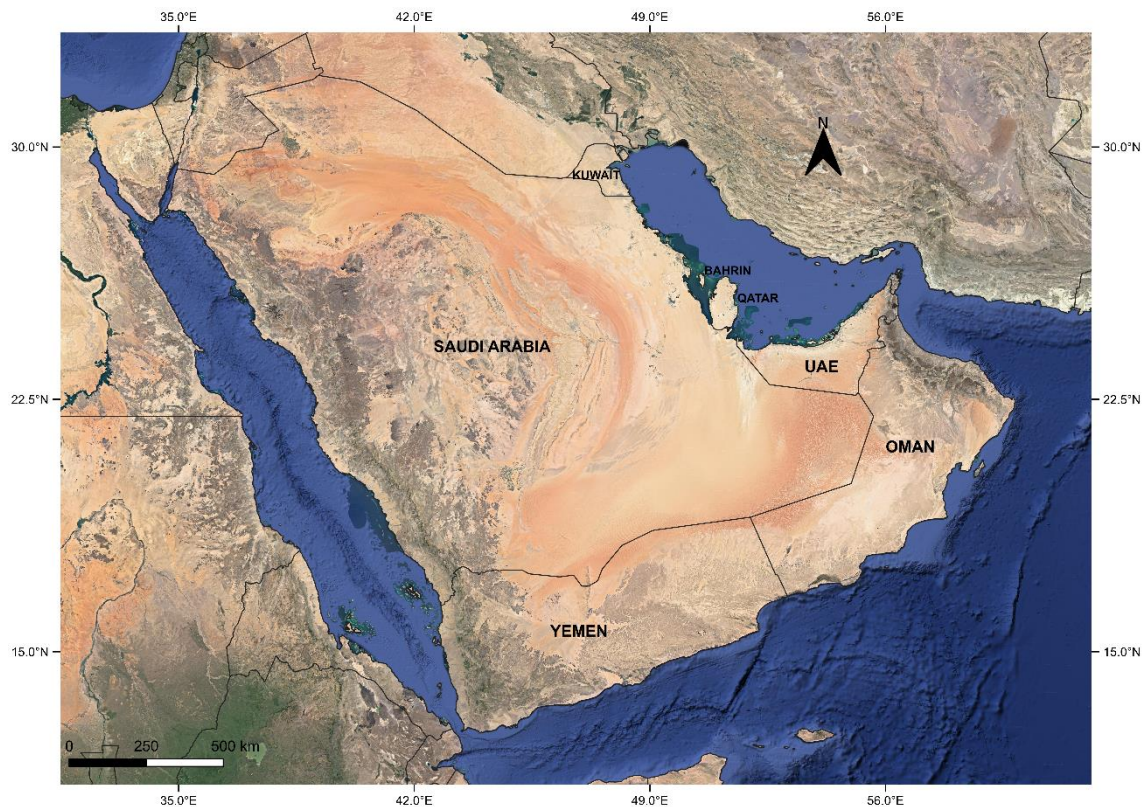 35.0°E 42.0°E 49.0°E 56.0°E
N
30.0°N 30.0°N
KUWAIT
BAHRIN
QATAR
SAUDI ARABIA
UAE
22.5°N 22.5°N
OMAN
YEMEN
15.0°N 15.0°N
0 250 500 km
35.0°E 42.0°E 49.0°E 56.0°E